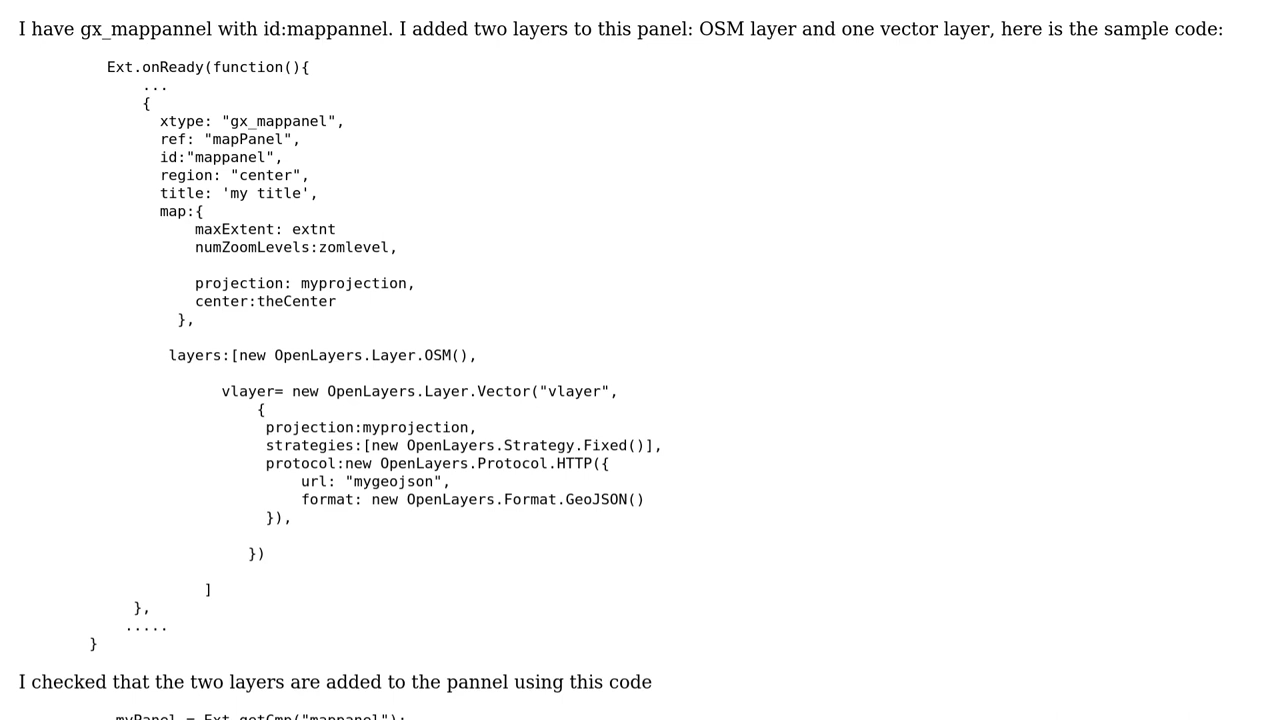 I have gx_mappannel with id:mappannel. I added two layers to this panel: OSM layer and one vector layer, here is the sample code:
Ext.onReady(function(){
...
{
xtype: "gx_mappanel",
ref: "mapPanel",
id:"mappanel",
region: "center",
title: 'my title',
map:{
maxExtent: extnt
numZoomLevels:zomlevel,
projection: myprojection,
center:theCenter
},
layers:[new OpenLayers.Layer.OSM(),
vlayer= new OpenLayers.Layer.Vector("vlayer",
{
projection:myprojection,
strategies:[new OpenLayers.Strategy.Fixed()],
protocol:new OpenLayers.Protocol.HTTP({
url: "mygeojson",
format: new OpenLayers.Format.GeoJSON()
}),
})
]
},
.....
}
I checked that the two layers are added to the pannel using this code
myPanel = Ext.getCmp("mappanel");